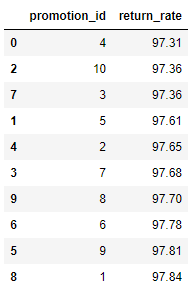 promotion_id return_rate
0 4 97.31
2 10 97.36
7 3 97.36
1 5 97.61
4 2 97.65
3 7 97.68
9 8 97.70
6 6 97.78
5 9 97.81
8 1 97.84